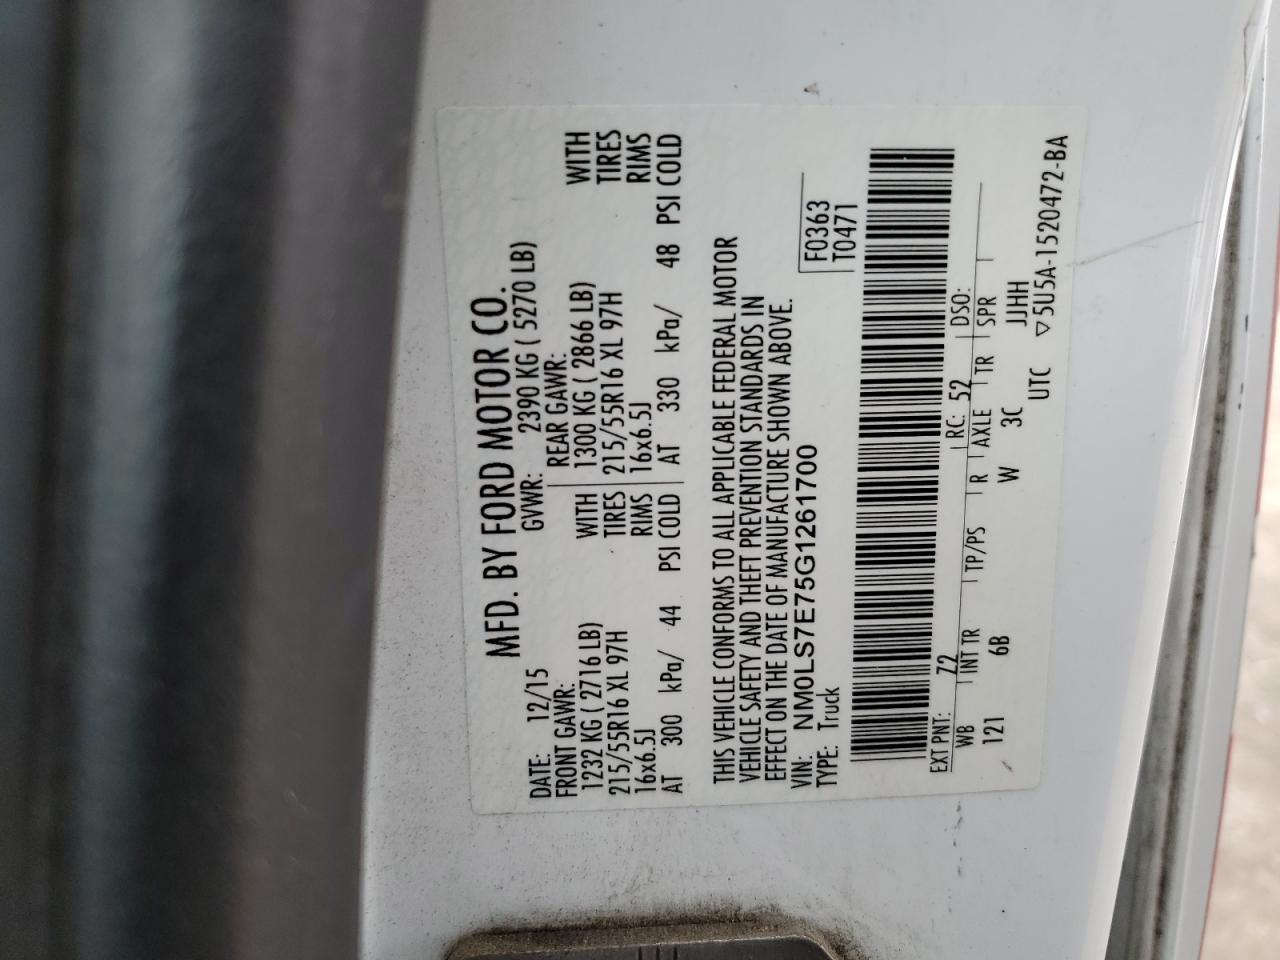 MFD. BY FORD MOTOR CO.
DATE: 12/15 GVWR: 2390 KG ( 5270 LB)
FRONT GAWR: REAR GAWR:
1232 KG ( 2716 LB) WITH 1300 KG ( 2866 LB) WITH
215/55R16 XL 97H TIRES 215/55R16 XL 97H TIRES
16x6.5J RIMS 16x6.5J RIMS
AT 300 kPa/ 44 PSI COLD AT 330 kPa/ 48 PSI COLD
THIS VEHICLE CONFORMS TO ALL APPLICABLE FEDERAL MOTOR
VEHICLE SAFETY AND THEFT PREVENTION STANDARDS IN
EFFECT ON THE DATE OF MANUFACTURE SHOWN ABOVE.
VIN: NM0LS7E75G1261700 F0363
TYPE: Truck T0471
EXT PNT: Z2 RC: 52 DSO:
WB INT TR TP/PS R AXLE TR SPR
121 6B W 3C JJHH
UTC ▽5U5A-1520472-BA